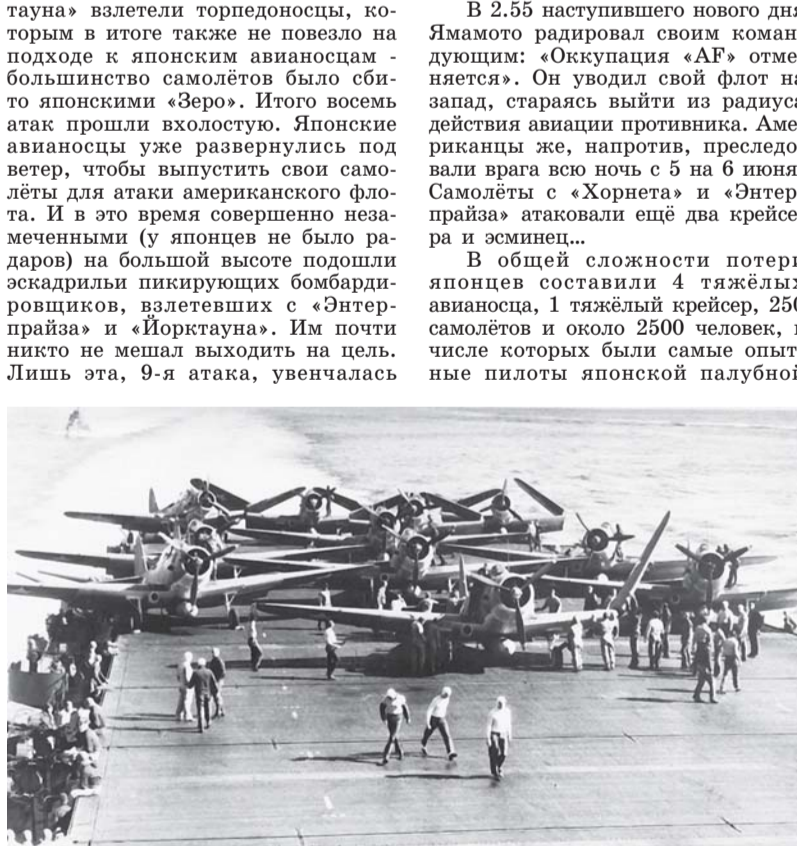 тауна» взлетели торпедоносцы, ко-
торым в итоге также не повезло на
подходе к японским авианосцам -
большинство самолётов было сби-
то японскими «Зеро». Итого восемь
атак прошли вхолостую. Японские
авианосцы уже развернулись под
ветер, чтобы выпустить свои само-
лёты для атаки американского фло-
та. И в это время совершенно неза-
меченными (у японцев не было ра-
даров) на большой высоте подошли
эскадрильи пикирующих бомбарди-
ровщиков, взлетевших с «Энтер-
прайза» и «Йорктауна». Им почти
никто не мешал выходить на цель.
Лишь эта, 9-я атака, увенчалась
В 2.55 наступившего нового дня
Ямамото радировал своим коман
дующим: «Оккупация «AF» отме
няется». Он уводил свой флот на
запад, стараясь выйти из радиуса
действия авиации противника. Аме
риканцы же, напротив, преследо
вали врага всю ночь с 5 на 6 июня
Самолёты с «Хорнета» и «Энтер
прайза» атаковали ещё два крейсе
ра и эсминец...
В общей сложности потери
японцев составили 4 тяжёлых
авианосца, 1 тяжёлый крейсер, 250
самолётов и около 2500 человек,
числе которых были самые опыт
ные пилоты японской палубной